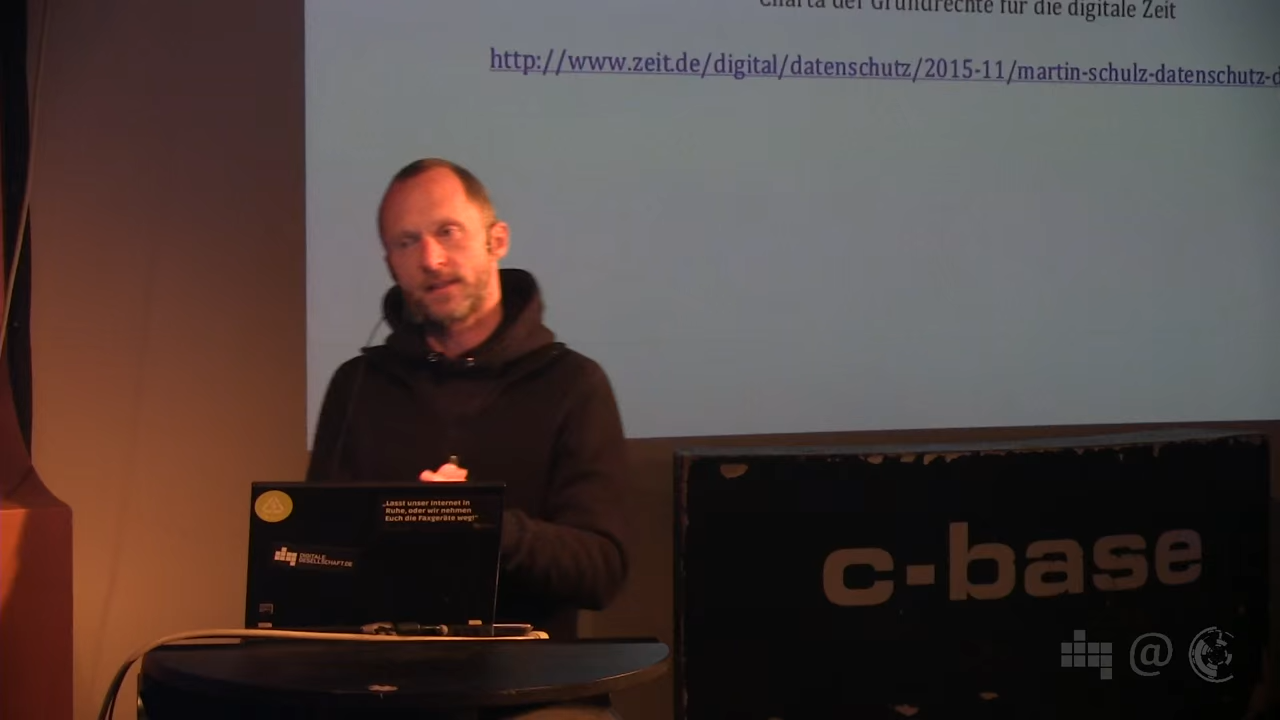 Charta der Grundrechte für die digitale Zeit
http://www.zeit.de/digital/datenschutz/2015-11/martin-schulz-datenschutz-d
„Lasst unser Internet in
Ruhe, oder wir nehmen
Euch die Faxgeräte weg!“
DIGITALE
GESELLSCHAFT.DE
c-base
@